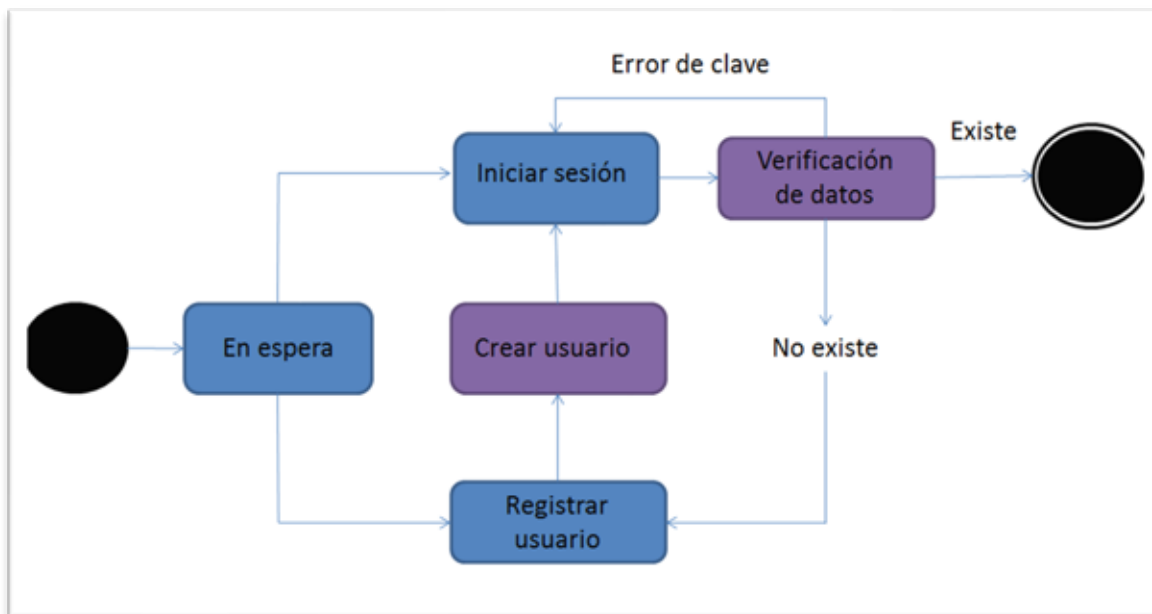 Error de clave
Existe
Iniciar sesión
Verificación
de datos
En espera
Crear usuario
No existe
Registrar
usuario